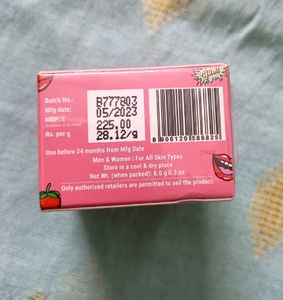 Batch No.: B777803
Mfg date: 05/2023
MRP: ₹ 225.00
Rs. per g 28.12/g
8 906120 586825
Use before 24 months from Mfg Date
Men & Women | For All Skin Types
Store in a cool & dry place
Net Wt. (when packed): 8.0 g 0.3 oz.
Only authorized retailers are permitted to sell the product.